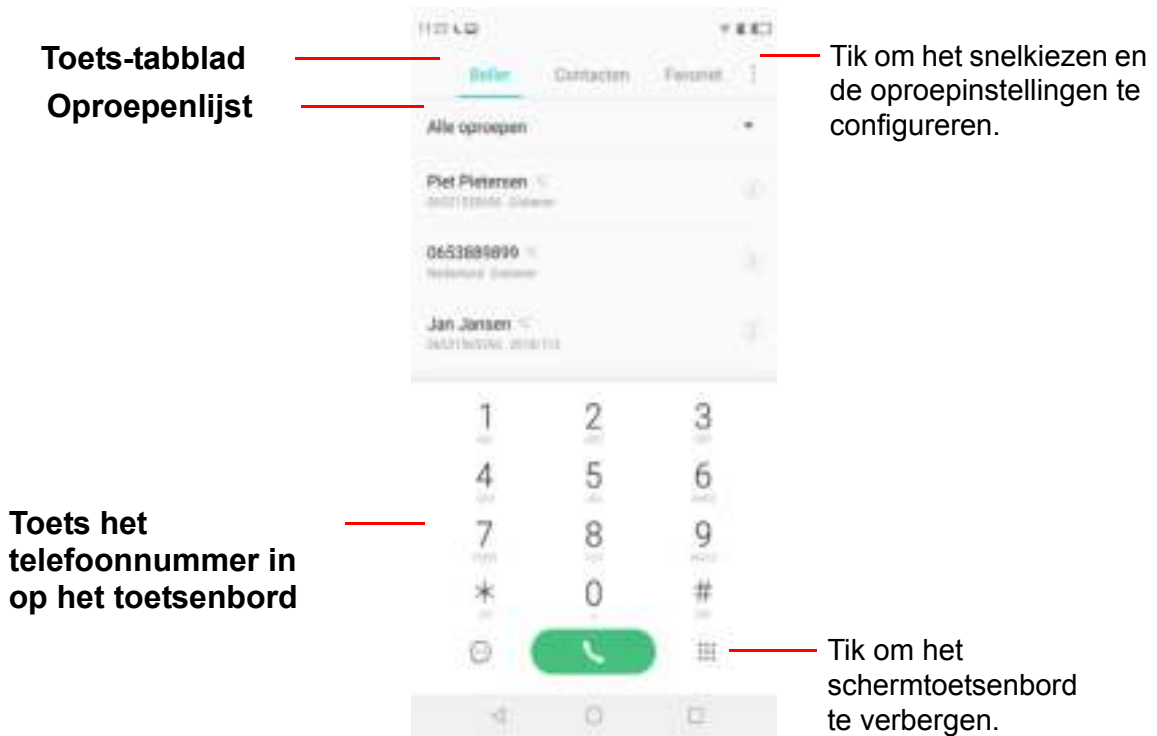 Toets-tabblad
Oproepenlijst
Tik om het snelkiezen en
de oproepinstellingen te
configureren.
Beller Contacten Favoriet
Alle oproepen
Piet Pietersen
0653889899
Jan Jansen
1 2 3
4 5 6
7 8 9
* 0 #
Toets het
telefoonnummer in
op het toetsenbord
Tik om het
schermtoetsenbord
te verbergen.